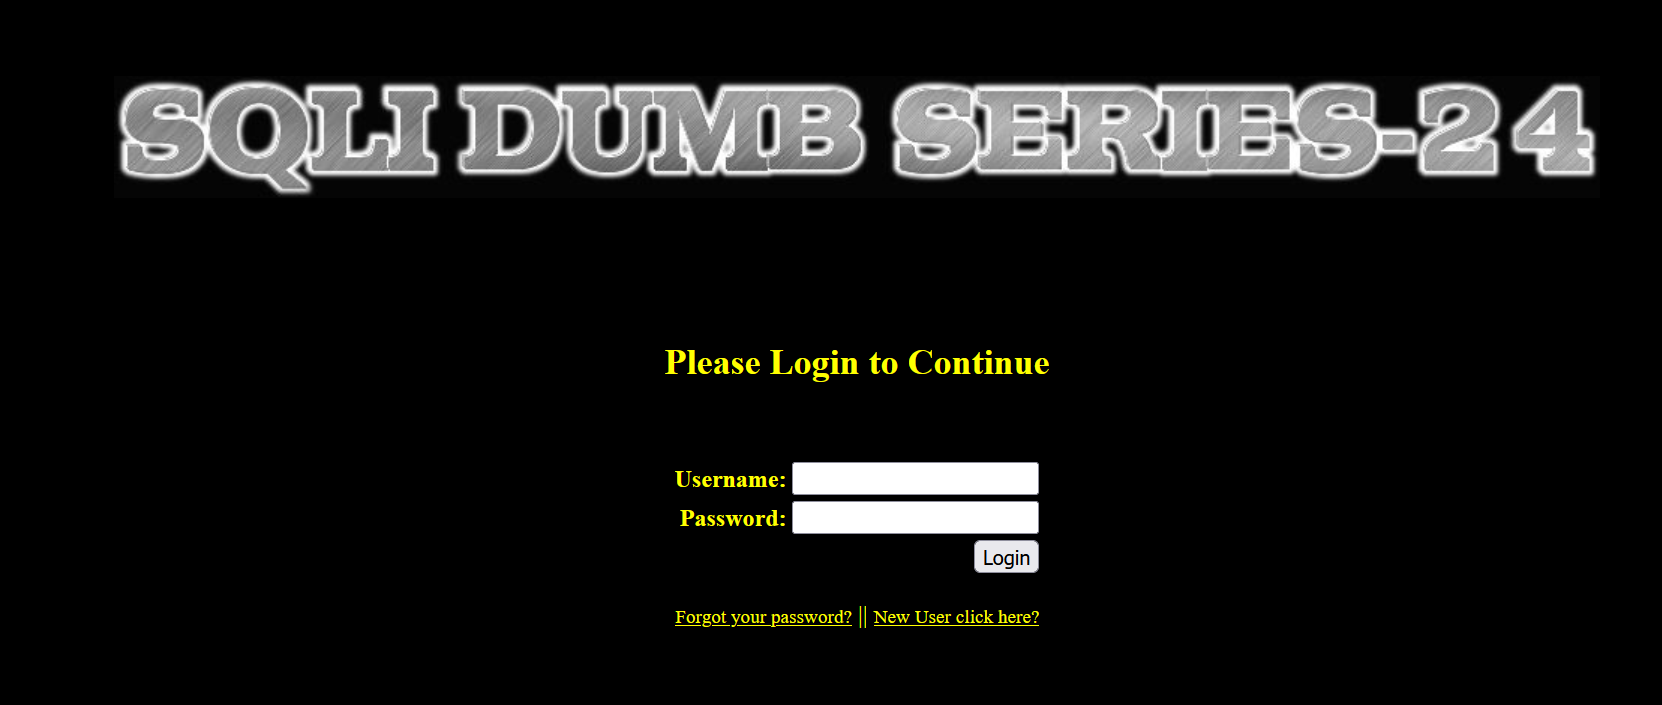 SQLI DUMB SERIES-24
Please Login to Continue
Username:
Password:
Login
Forgot your password? || New User click here?